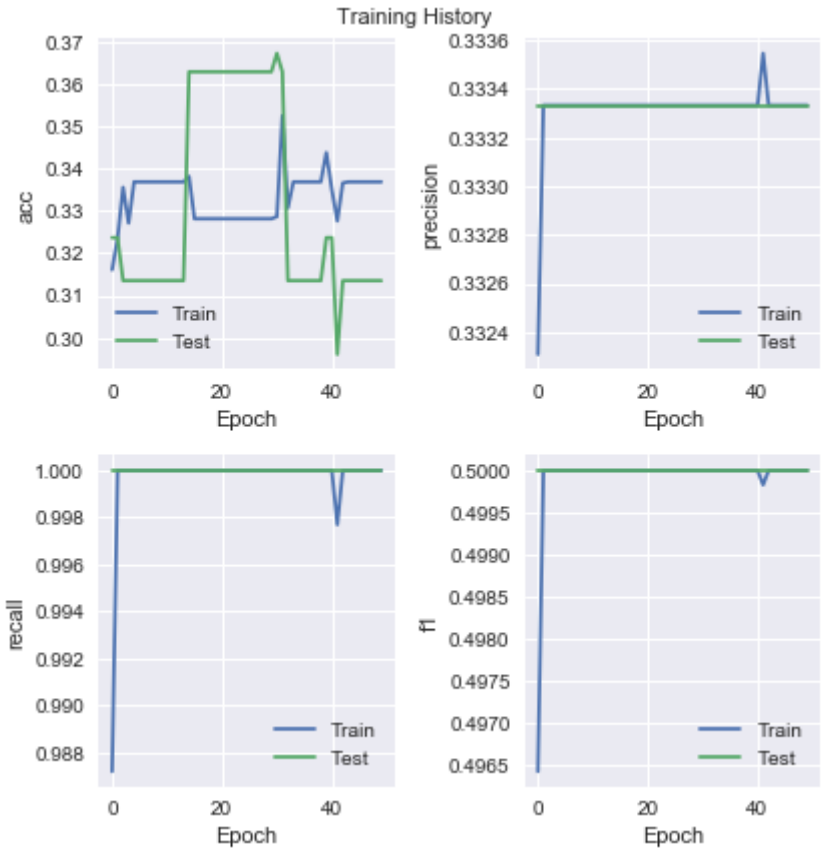 Training History
acc
0.37
0.36
0.35
0.34
0.33
0.32
0.31
0.30
Train
Test
0 20 40
Epoch
precision
0.3336
0.3334
0.3332
0.3330
0.3328
0.3326
0.3324
Train
Test
0 20 40
Epoch
recall
1.000
0.998
0.996
0.994
0.992
0.990
0.988
Train
Test
0 20 40
Epoch
f1
0.5000
0.4995
0.4990
0.4985
0.4980
0.4975
0.4970
0.4965
Train
Test
0 20 40
Epoch